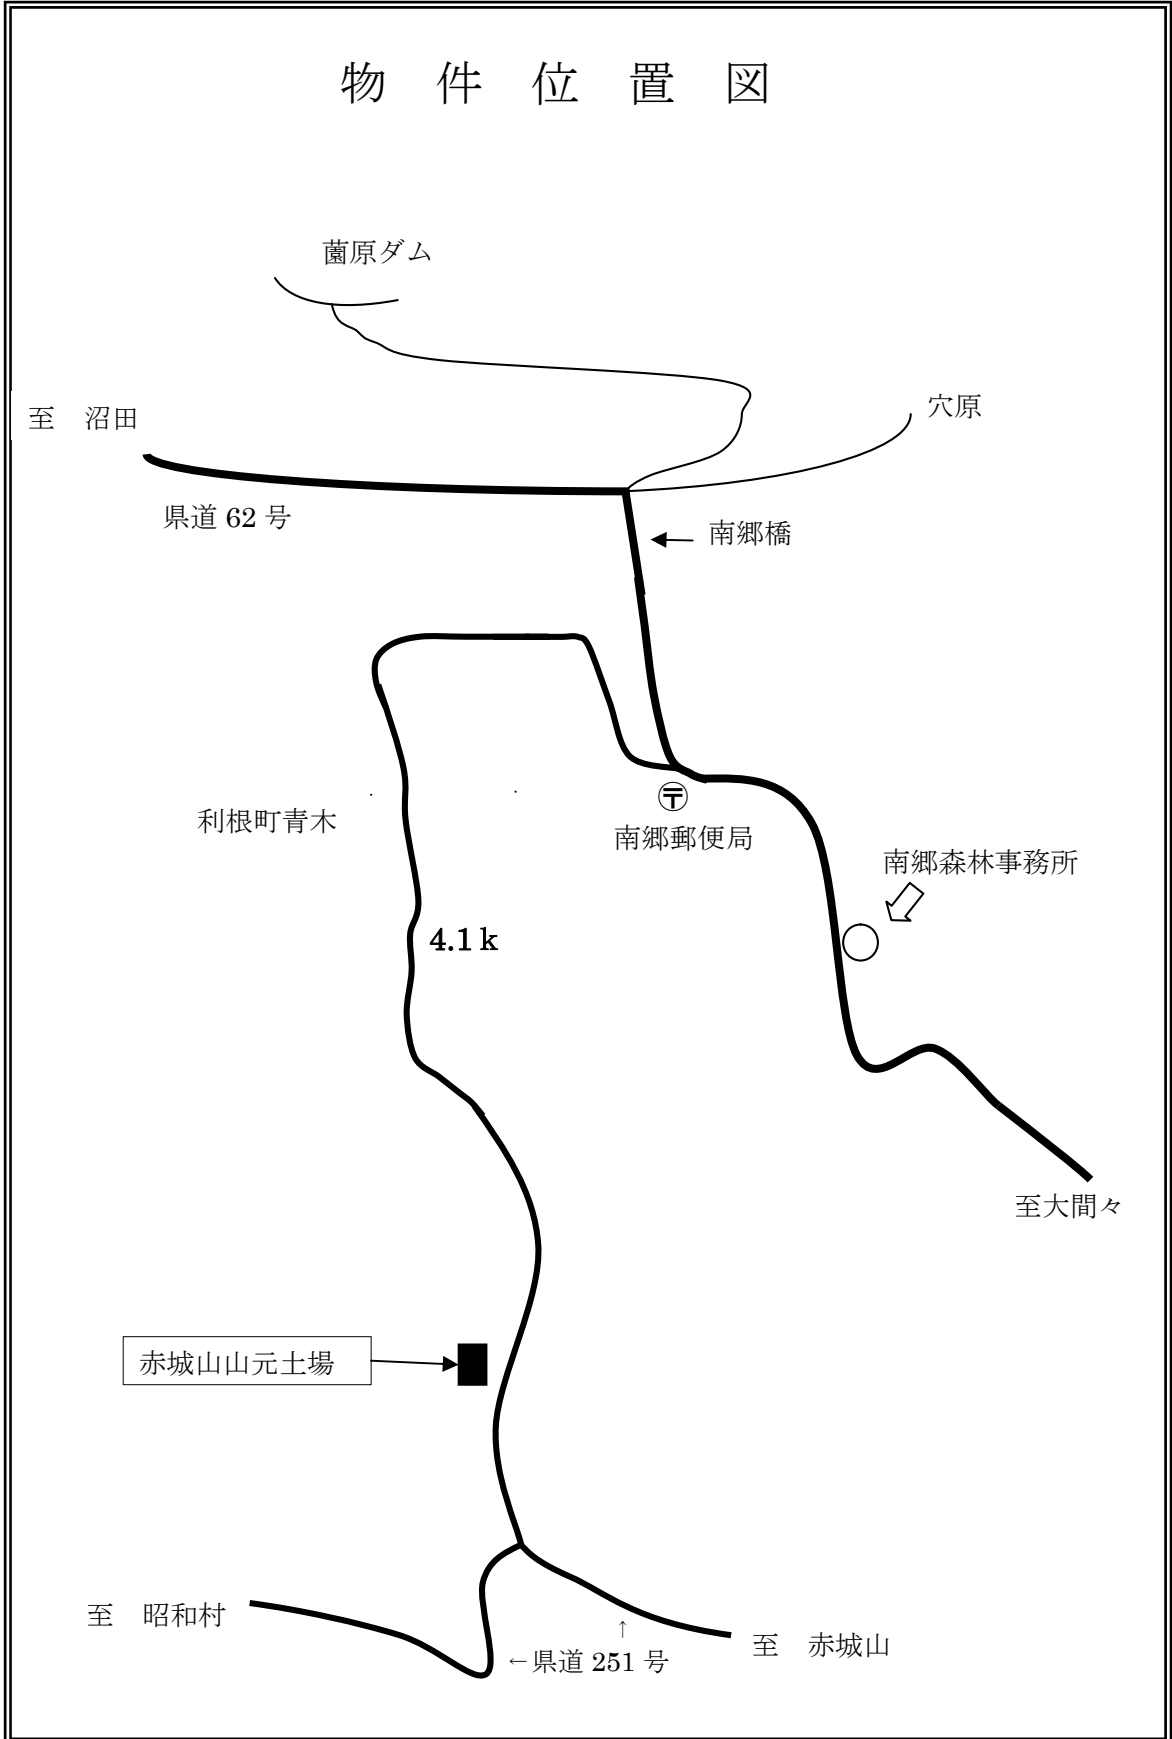 物　件　位　置　図
薗原ダム
至　沼田
穴原
県道 62 号
南郷橋
利根町青木
〒
南郷郵便局
南郷森林事務所
4.1 k
至大間々
赤城山山元土場
至　昭和村
↑
至　赤城山
←県道 251 号